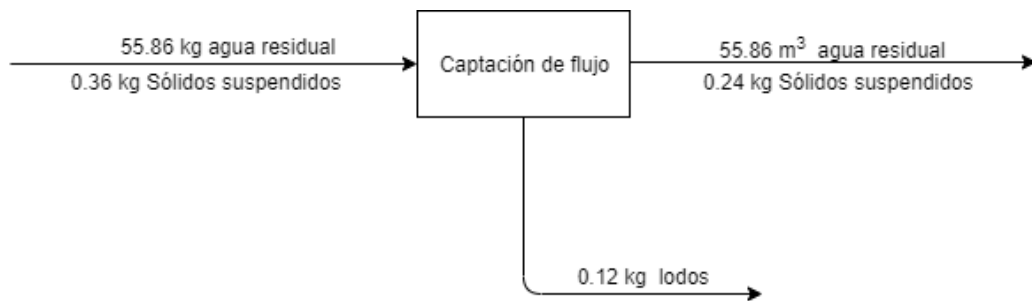 55.86 kg agua residual
0.36 kg Sólidos suspendidos
Captación de flujo
55.86 m³ agua residual
0.24 kg Sólidos suspendidos
0.12 kg lodos